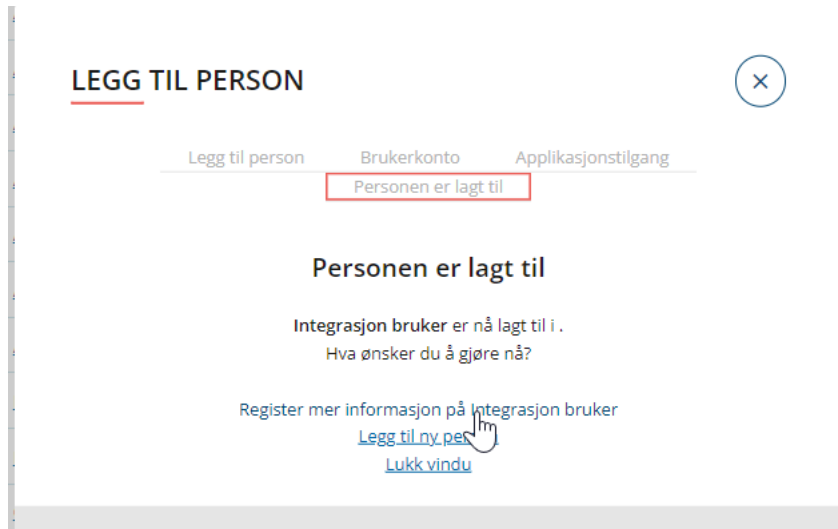 LEGG TIL PERSON
Legg til person Brukerkonto Applikasjonstilgang
Personen er lagt til
Personen er lagt til
Integrasjon bruker er nå lagt til i .
Hva ønsker du å gjøre nå?
Register mer informasjon på Integrasjon bruker
Legg til ny
Lukk vindu